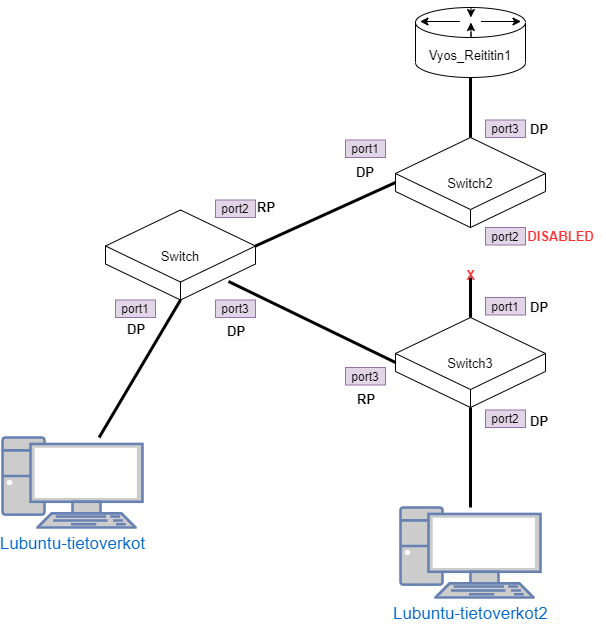 Vyos_Reititin1
port3 DP
port1
DP
Switch2
port2 RP
port2 DISABLED
Switch
X
port1
DP
port3
DP
port1 DP
Switch3
port3
RP
port2 DP
Lubuntu-tietoverkot
Lubuntu-tietoverkot2